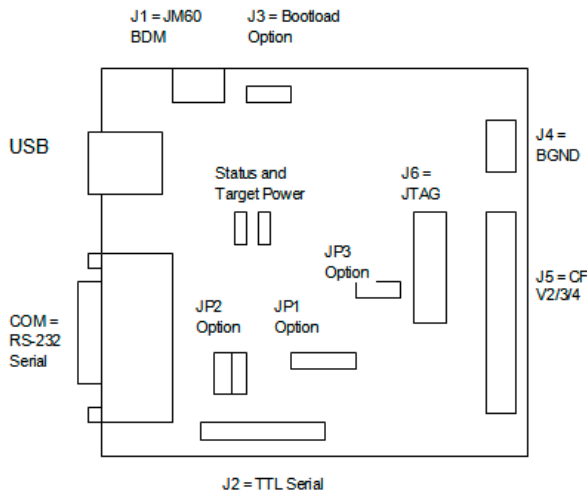 J1 = JM60
BDM
J3 = Bootload
Option
USB
J4 =
BGND
Status and
Target Power
J6 =
JTAG
JP3
Option
J5 = CF
V2/3/4
COM =
RS-232
Serial
JP2
Option
JP1
Option
J2 = TTL Serial